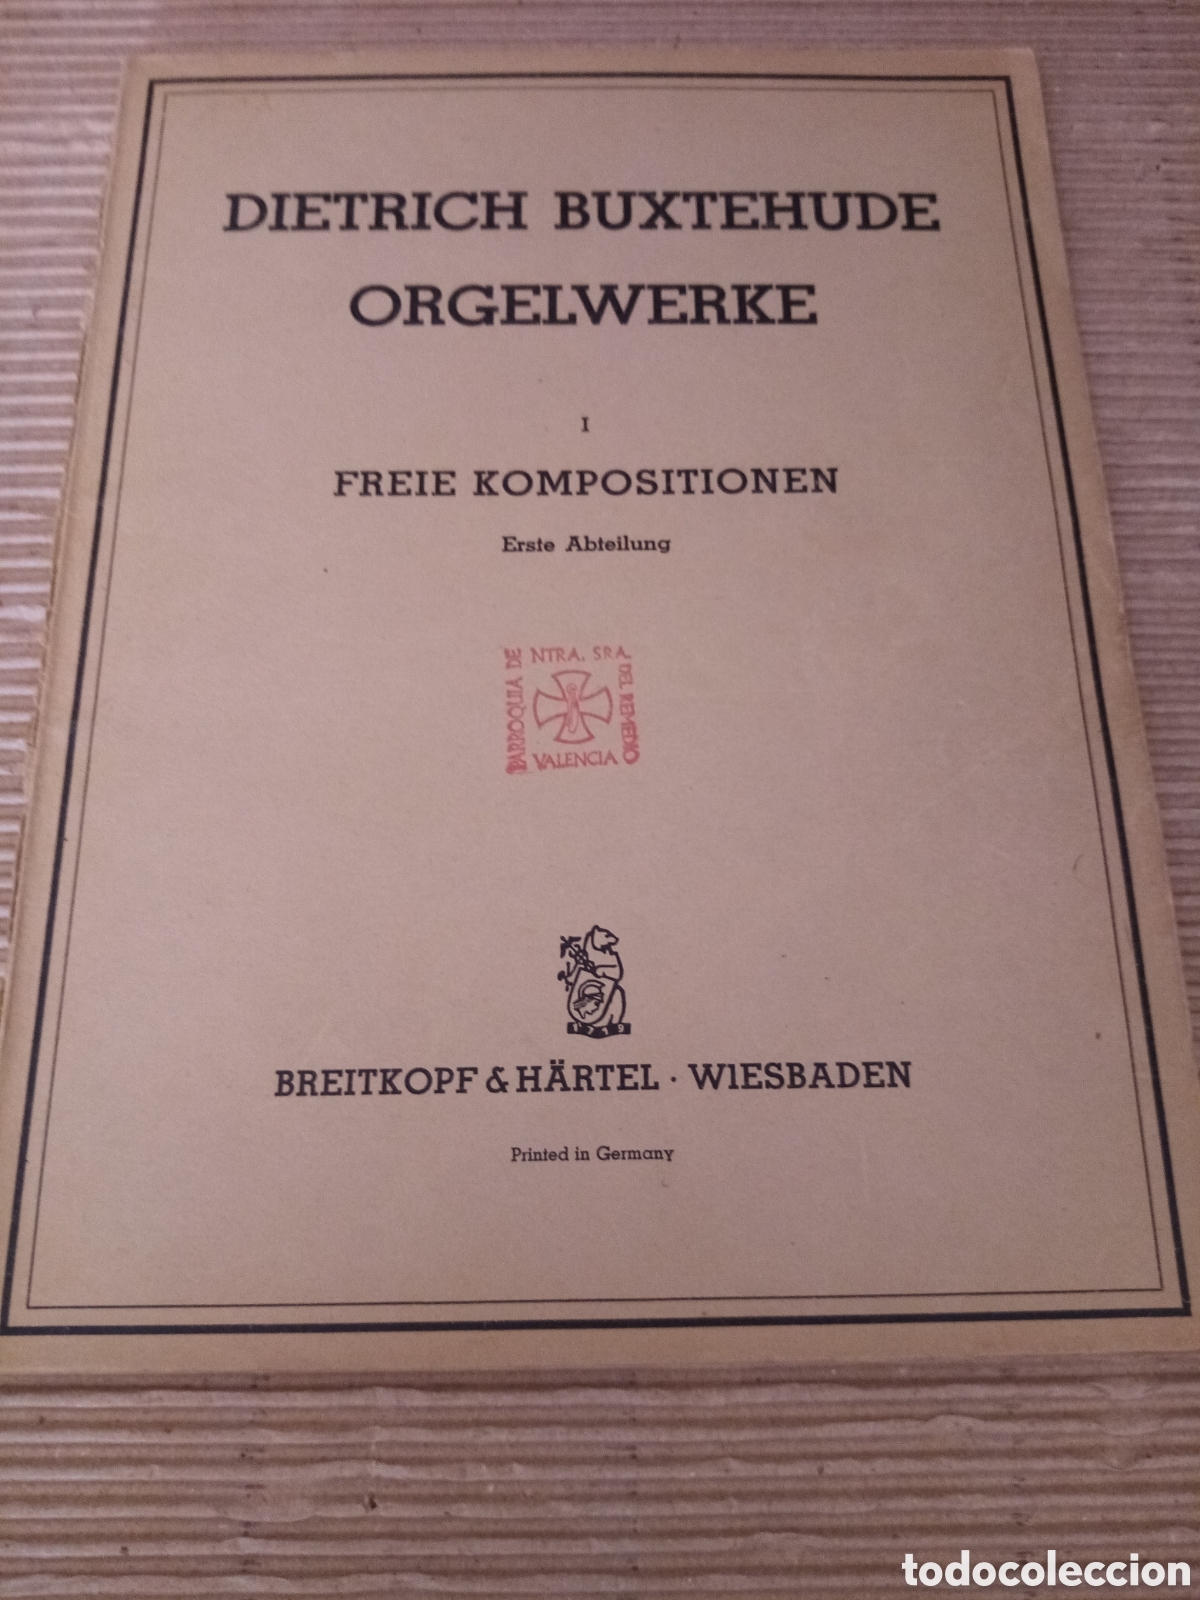 DIETRICH BUXTEHUDE
ORGELWERKE
I
FREIE KOMPOSITIONEN
Erste Abteilung
PARROQUIA DE NTRA. SRA. DEL REMEDIO
VALENCIA
1719
BREITKOPF & HÄRTEL · WIESBADEN
Printed in Germany
todocoleccion